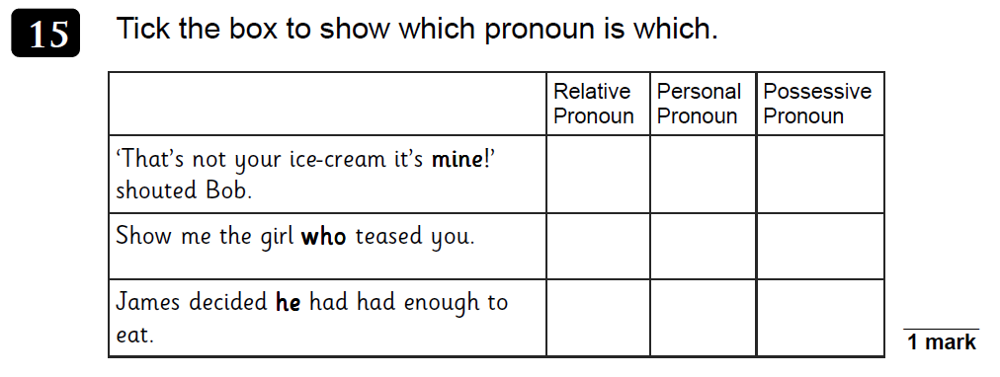 15 Tick the box to show which pronoun is which.
Relative Personal Possessive
Pronoun Pronoun Pronoun
‘That’s not your ice-cream it’s mine!’
shouted Bob.
Show me the girl who teased you.
James decided he had had enough to
eat.
1 mark